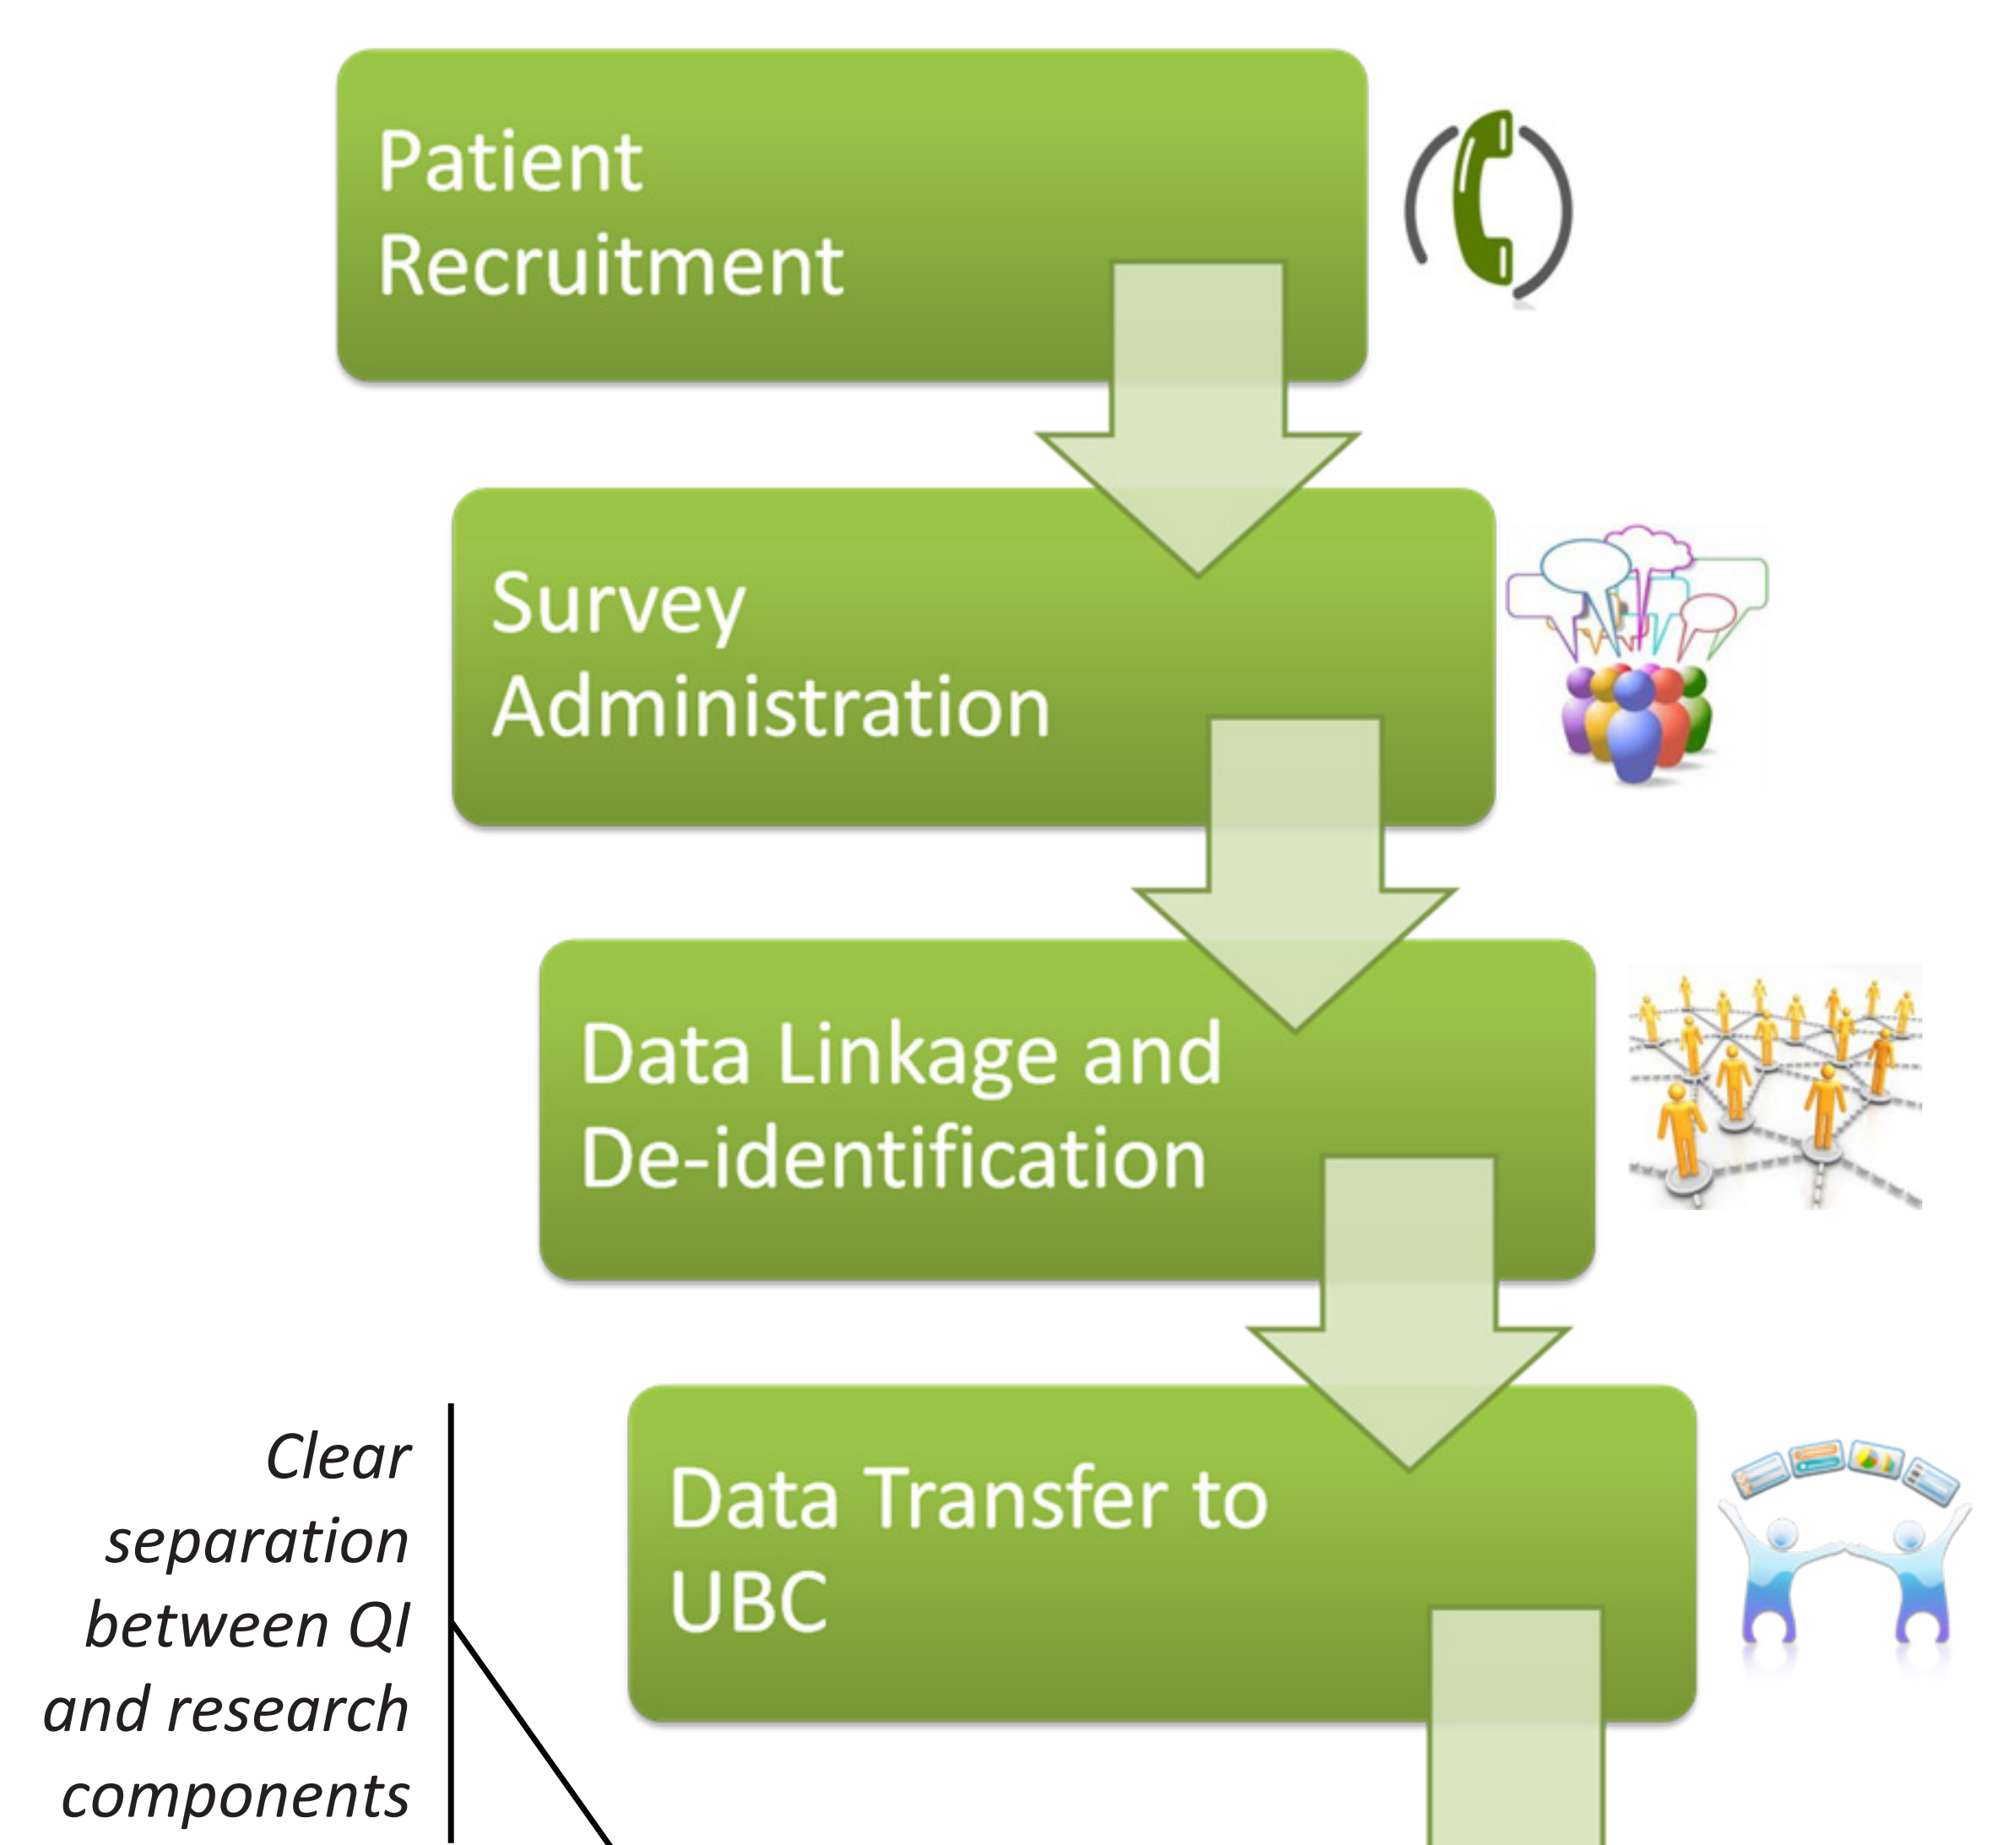 Patient
Recruitment
Survey
Administration
Data Linkage and
De-identification
Data Transfer to
UBC
Clear
separation
between QI
and research
components